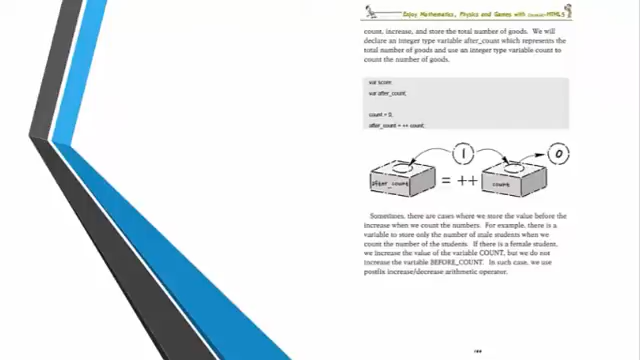 Enjoy Mathematics, Physics and Games with HTML5
count, increase, and store the total number of goods. We will
declare an integer type variable after_count which represents the
total number of goods and use an integer type variable count to
count the number of goods.
var score;
var after_count;
count = 0;
after_count = ++ count;
1
0
after_count
= ++
count
Sometimes, there are cases where we store the value before the
increase when we count the numbers. For example, there is a
variable to store only the number of male students when we
count the number of the students. If there is a female student,
we increase the value of the variable COUNT, but we do not
increase the variable BEFORE_COUNT. In such case, we use
postfix increase/decrease arithmetic operator.